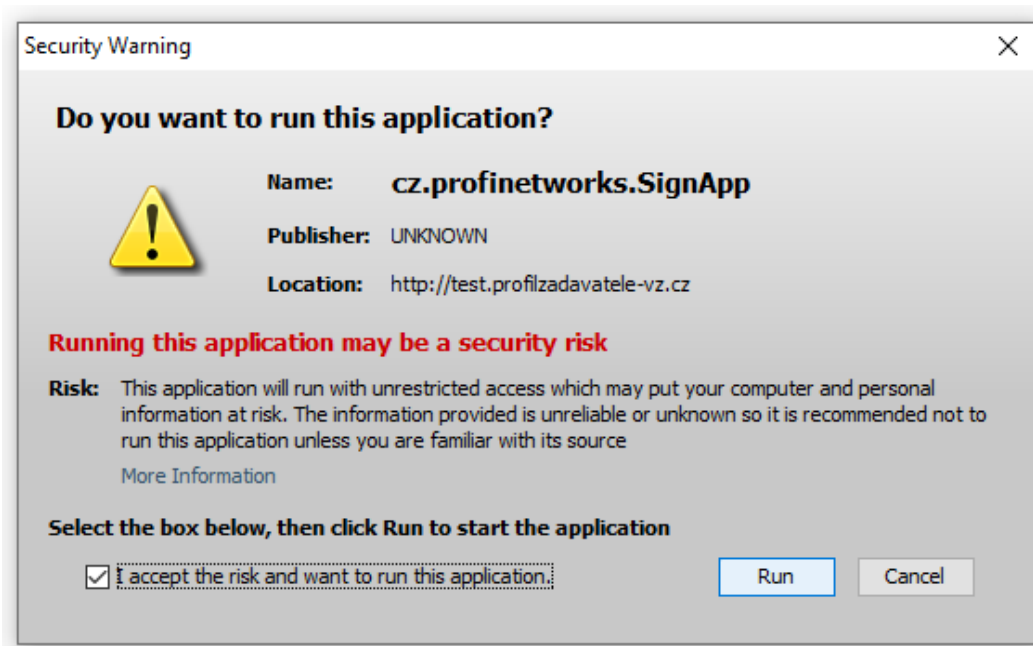 Security Warning
Do you want to run this application?
Name: cz.profinetworks.SignApp
Publisher: UNKNOWN
Location: http://test.profilzadavatele-vz.cz
Running this application may be a security risk
Risk: This application will run with unrestricted access which may put your computer and personal
information at risk. The information provided is unreliable or unknown so it is recommended not to
run this application unless you are familiar with its source
More Information
Select the box below, then click Run to start the application
I accept the risk and want to run this application. Run Cancel